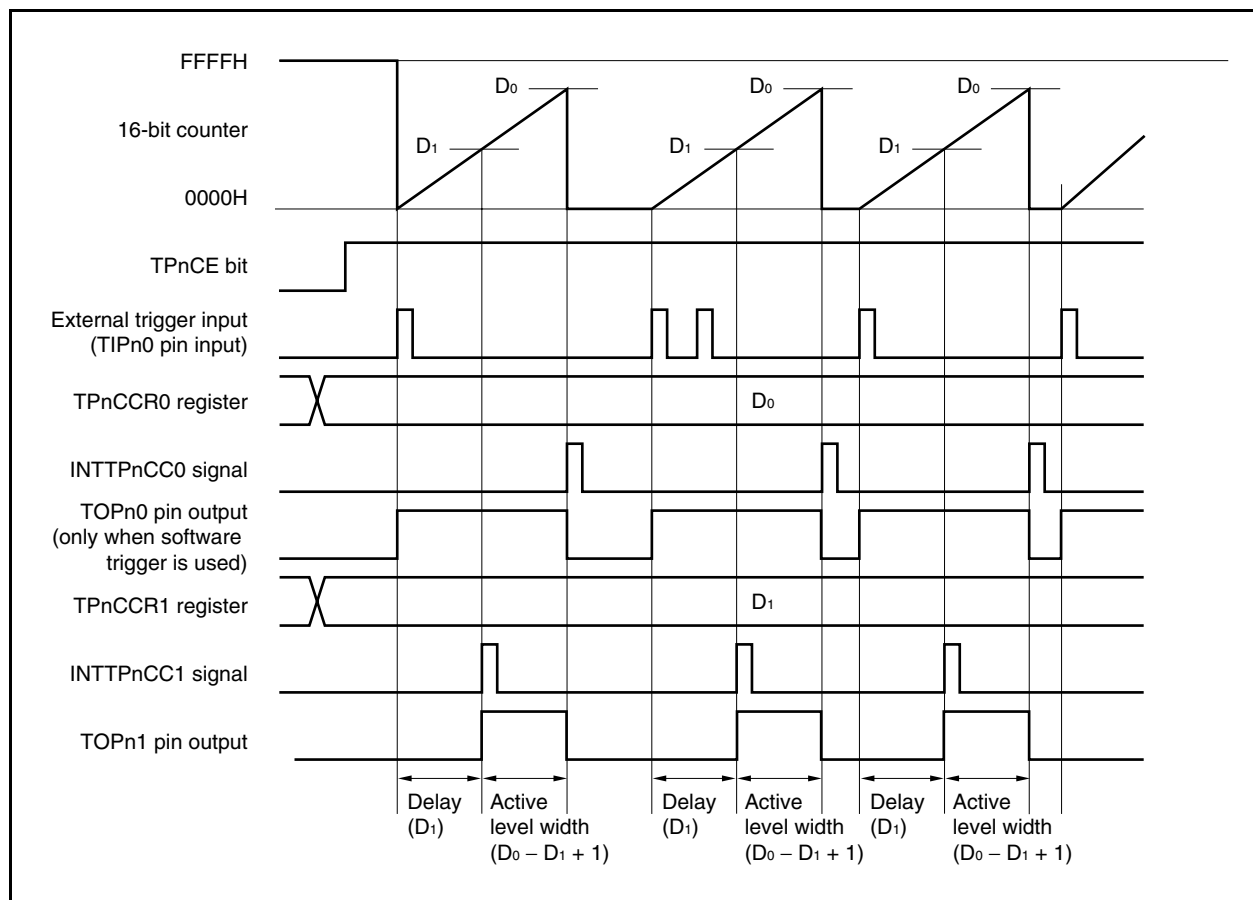 FFFFH
D₀
D₀
D₀
16-bit counter
D₁
D₁
D₁
0000H
TPnCE bit
External trigger input
(TIPn0 pin input)
TPnCCR0 register
D₀
INTTPnCC0 signal
TOPn0 pin output
(only when software
trigger is used)
TPnCCR1 register
D₁
INTTPnCC1 signal
TOPn1 pin output
Delay
(D₁)
Active
level width
(D₀ − D₁ + 1)
Delay
(D₁)
Active
level width
(D₀ − D₁ + 1)
Delay
(D₁)
Active
level width
(D₀ − D₁ + 1)